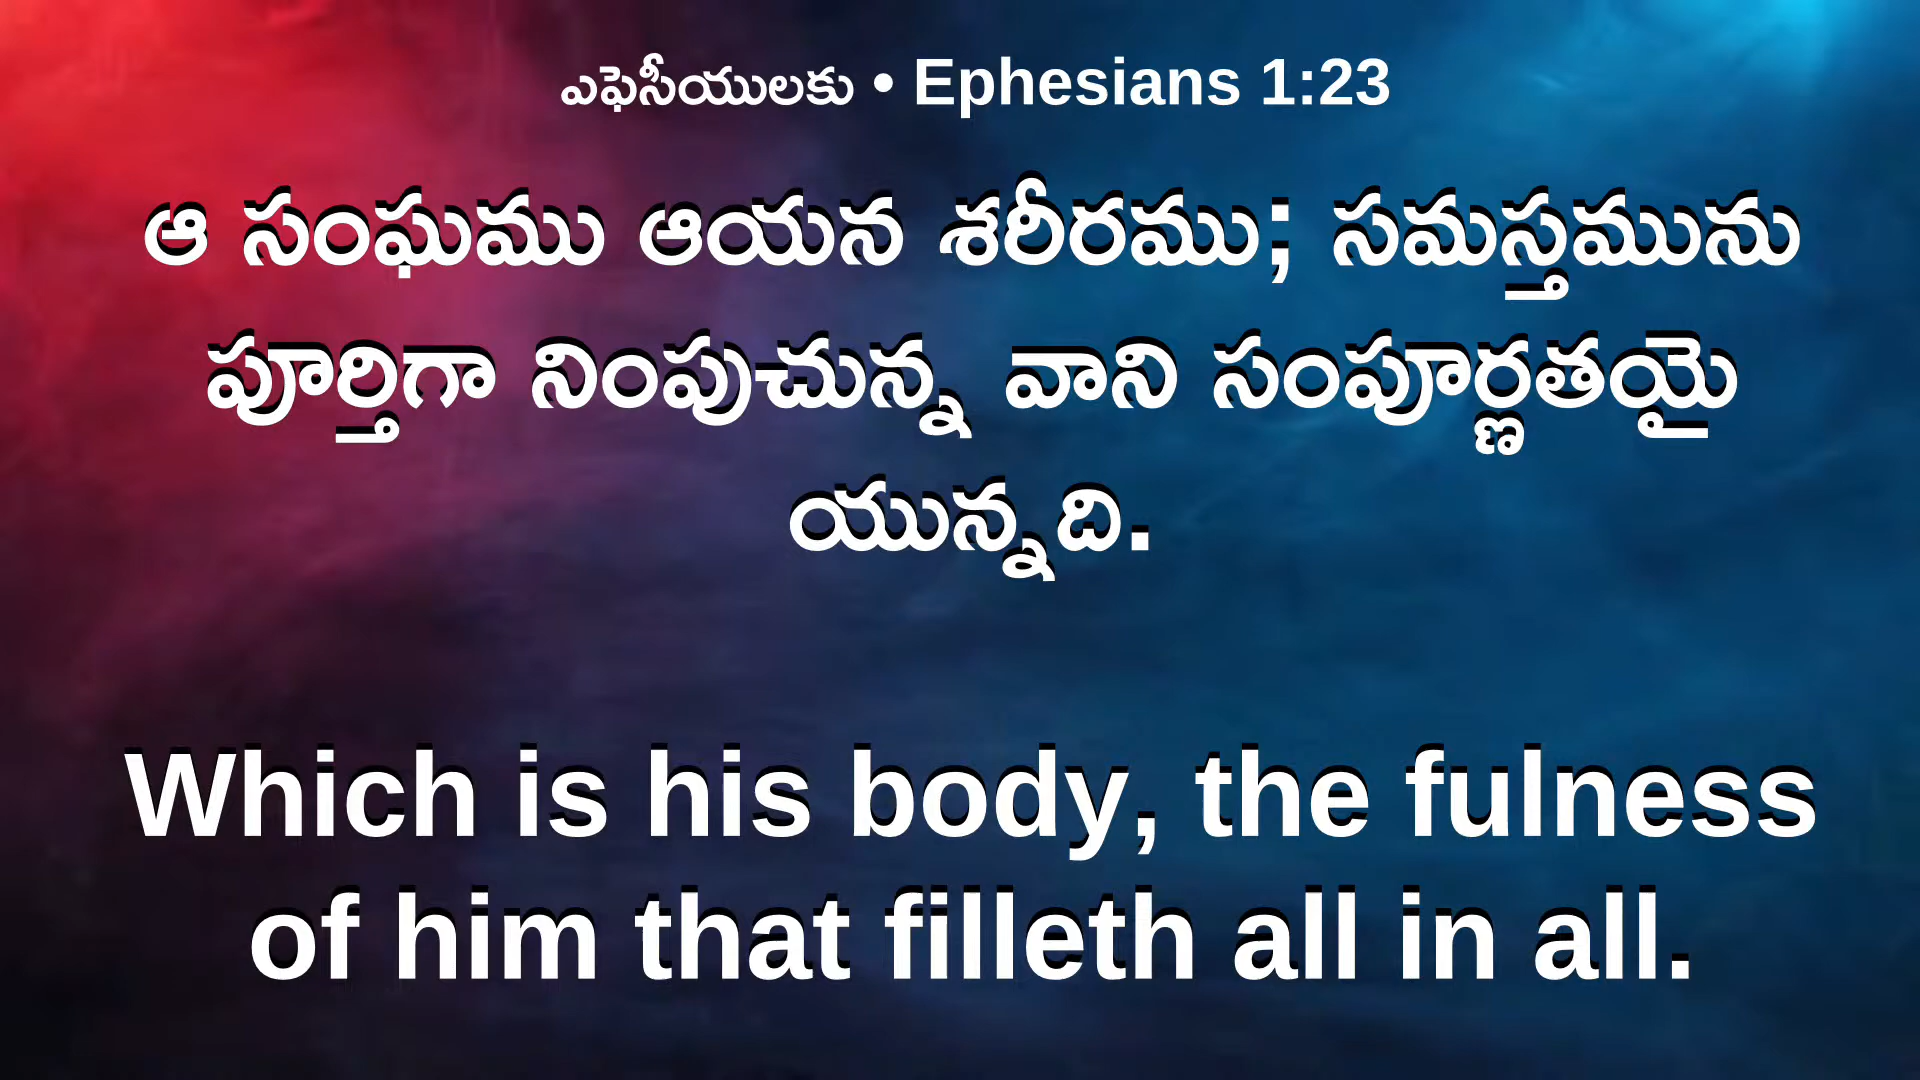 ఎఫెసీయులకు • Ephesians 1:23
ఆ సంఘము ఆయన శరీరము; సమస్తమును
పూర్తిగా నింపుచున్న వాని సంపూర్ణతయై
యున్నది.
Which is his body, the fulness
of him that filleth all in all.